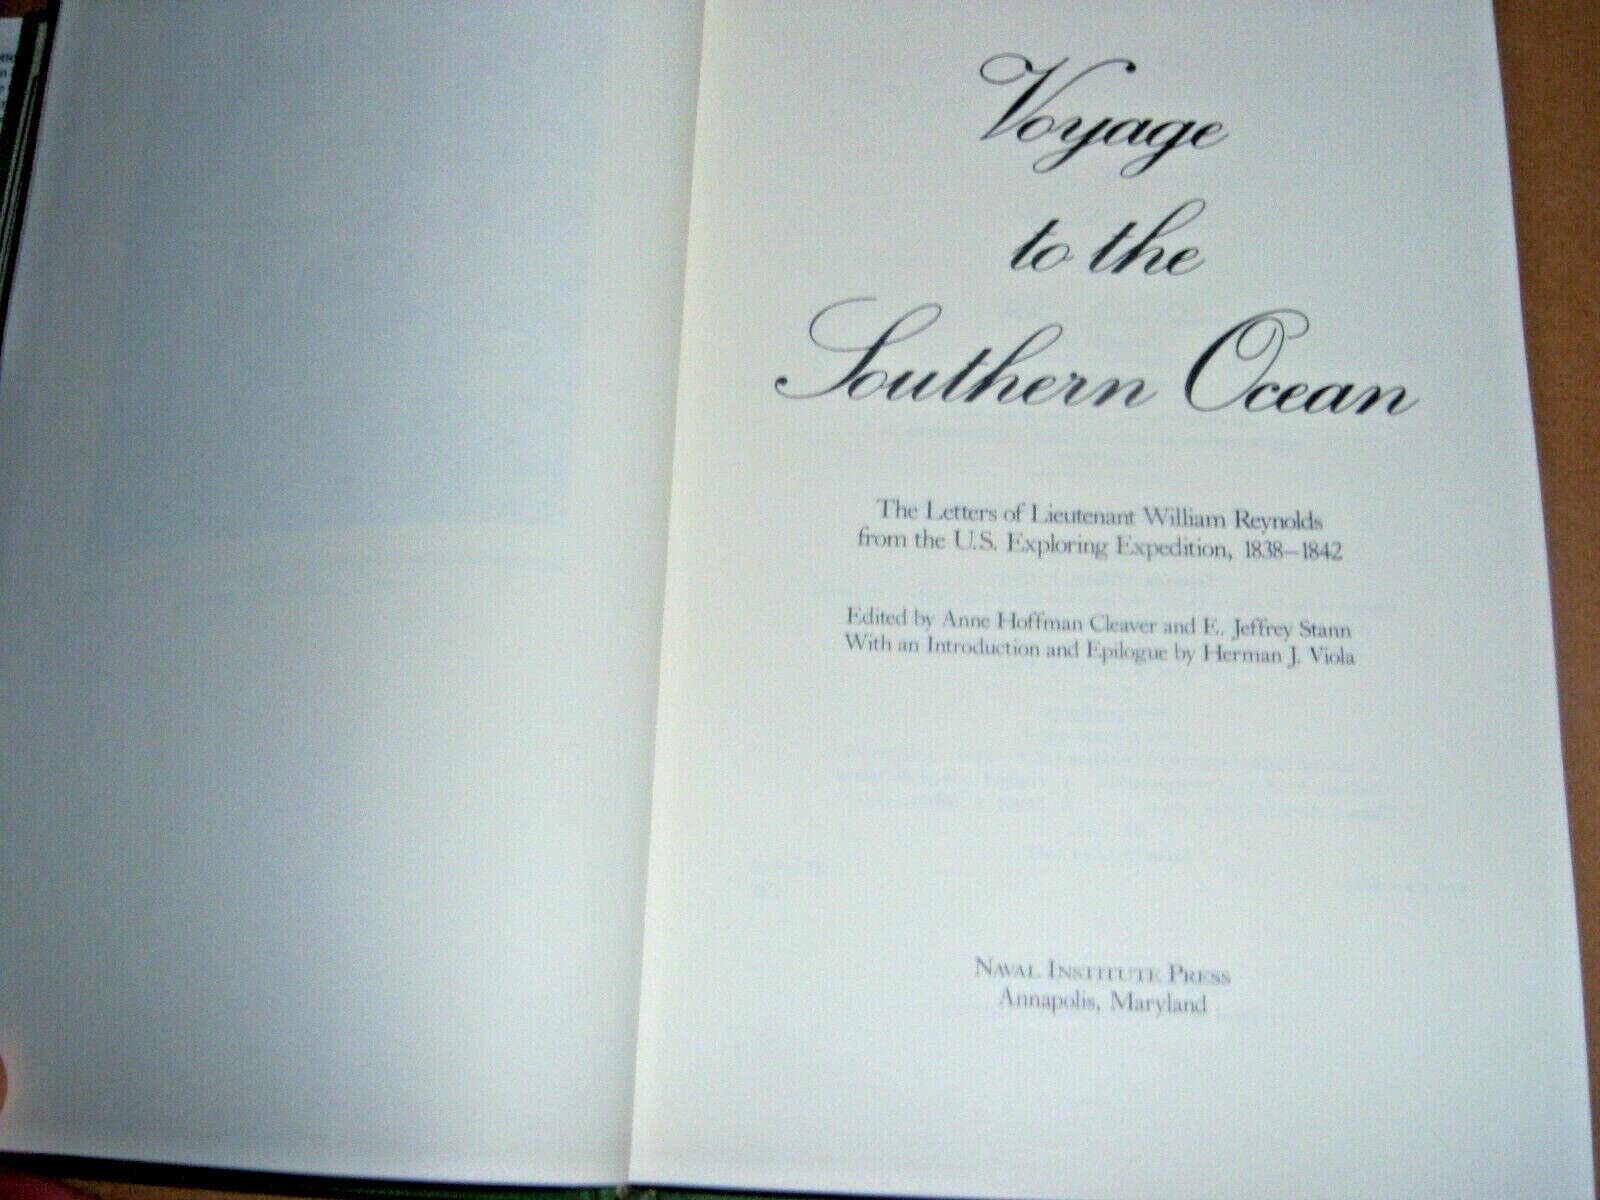 Voyage
to the
Southern Ocean
The Letters of Lieutenant William Reynolds
from the U.S. Exploring Expedition, 1838–1842
Edited by Anne Hoffman Cleaver and E. Jeffrey Stann
With an Introduction and Epilogue by Herman J. Viola
NAVAL INSTITUTE PRESS
Annapolis, Maryland